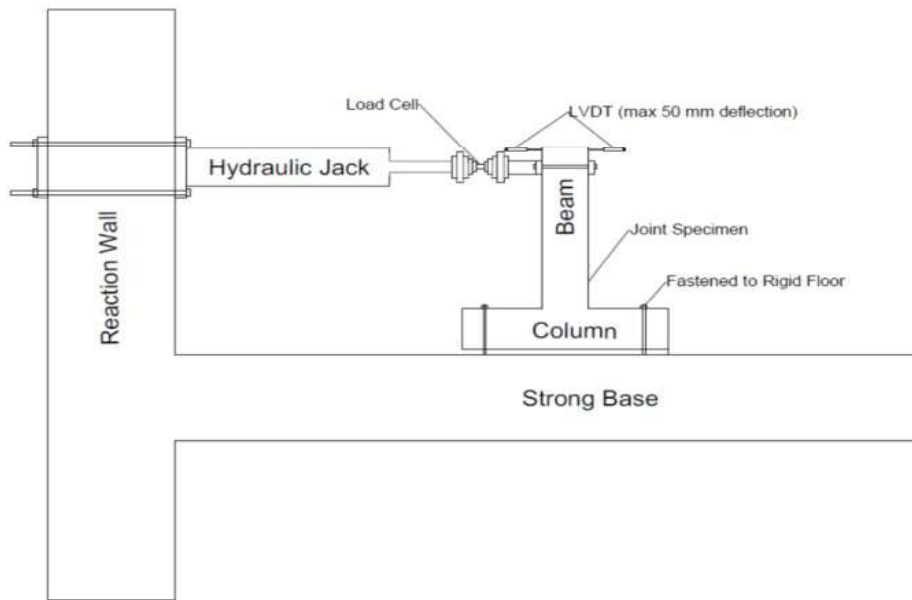 Load Cell
LVDT (max 50 mm deflection)
Hydraulic Jack
Beam
Reaction Wall
Joint Specimen
Fastened to Rigid Floor
Column
Strong Base